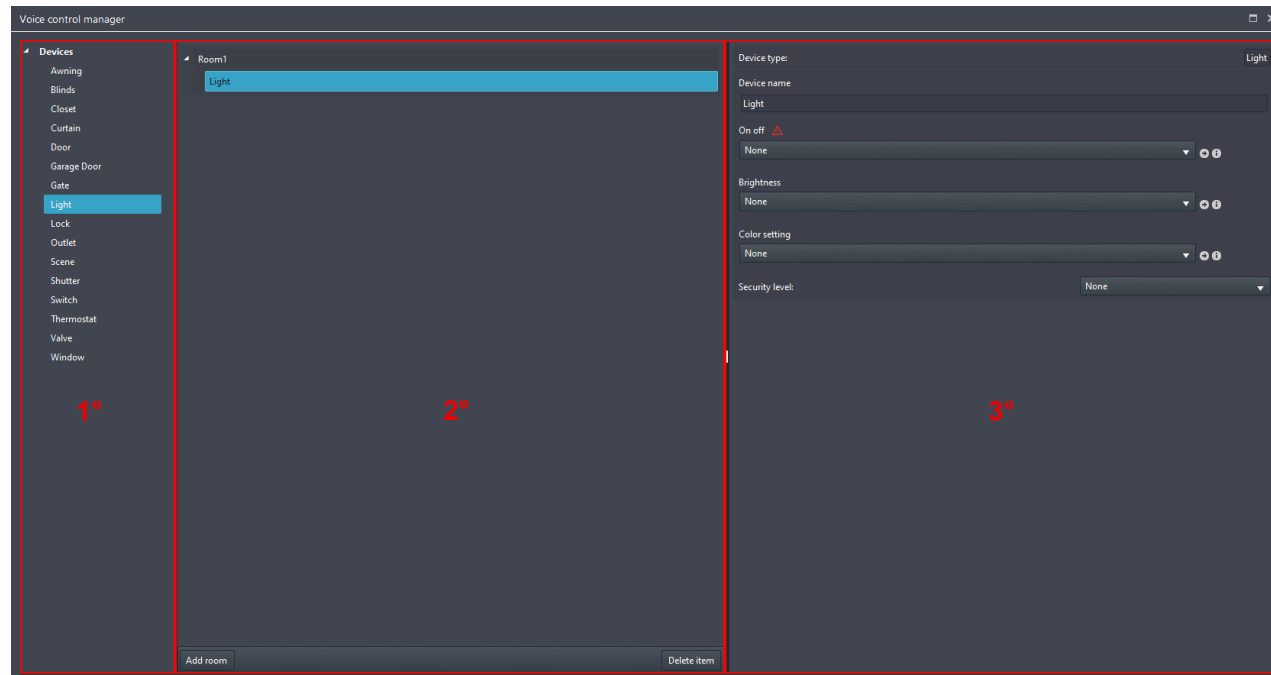 Voice control manager
Devices
Awning
Blinds
Closet
Curtain
Door
Garage Door
Gate
Light
Lock
Outlet
Scene
Shutter
Switch
Thermostat
Valve
Window
1°
Room1
Light
2°
Add room
Delete item
Device type: Light
Device name
Light
On off
None
Brightness
None
Color setting
None
Security level: None
3°